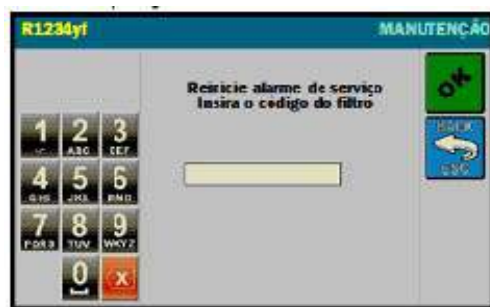 R1234yf
MANUTENÇÃO
Reinicie alarme de serviço
Insira o código do filtro
OK
BACK
ESC
1 2 3
ABC DEF
4 5 6
GHI JKL MNO
7 8 9
PQRS TUV WXYZ
0 X